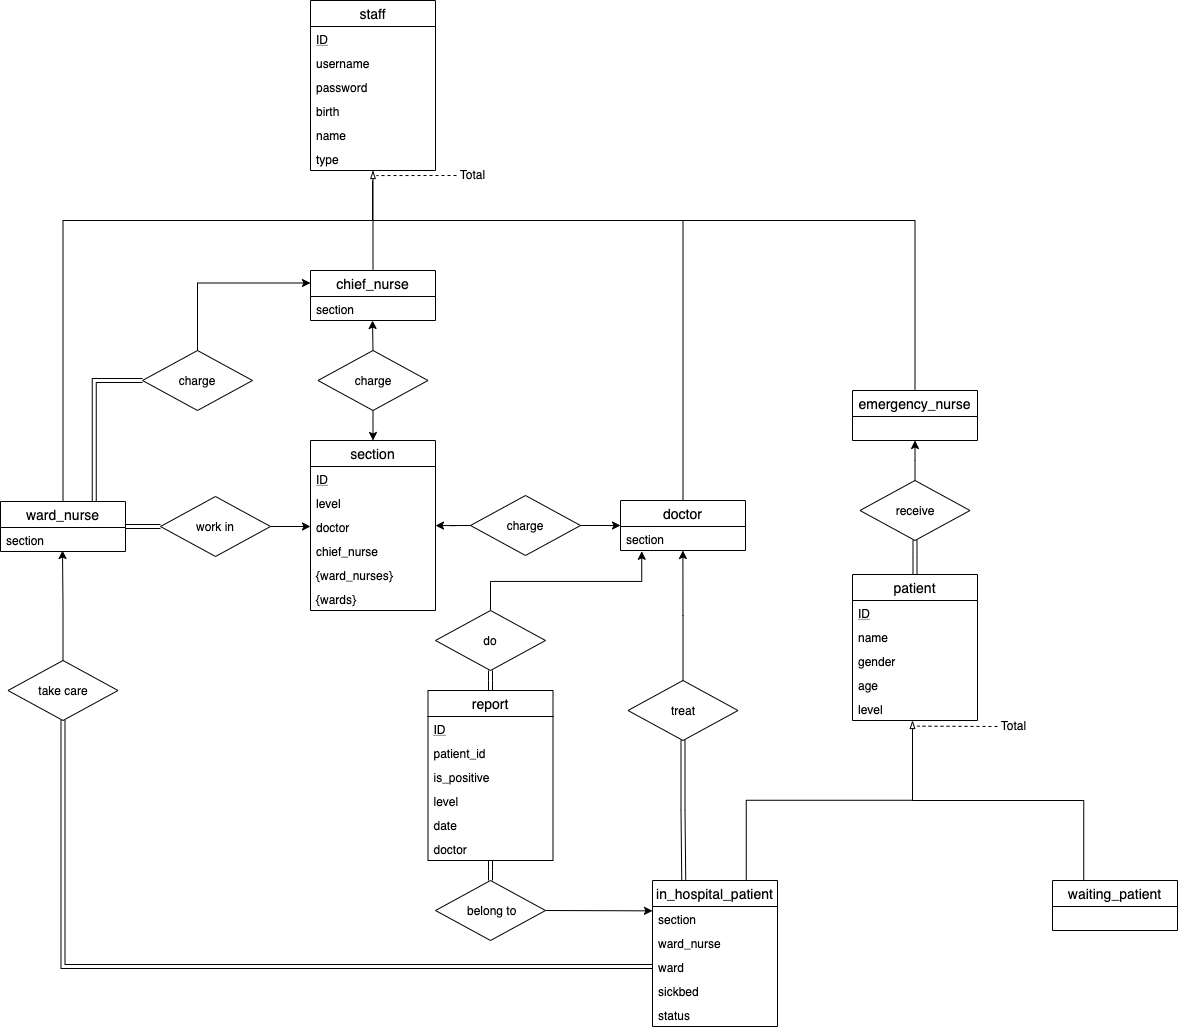 staff
ID
username
password
birth
name
type
Total
chief_nurse
section
charge
charge
emergency_nurse
section
ID
level
doctor
chief_nurse
{ward_nurses}
{wards}
ward_nurse
section
work in
charge
doctor
section
receive
patient
ID
name
gender
age
level
Total
do
take care
treat
report
ID
patient_id
is_positive
level
date
doctor
belong to
in_hospital_patient
section
ward_nurse
ward
sickbed
status
waiting_patient